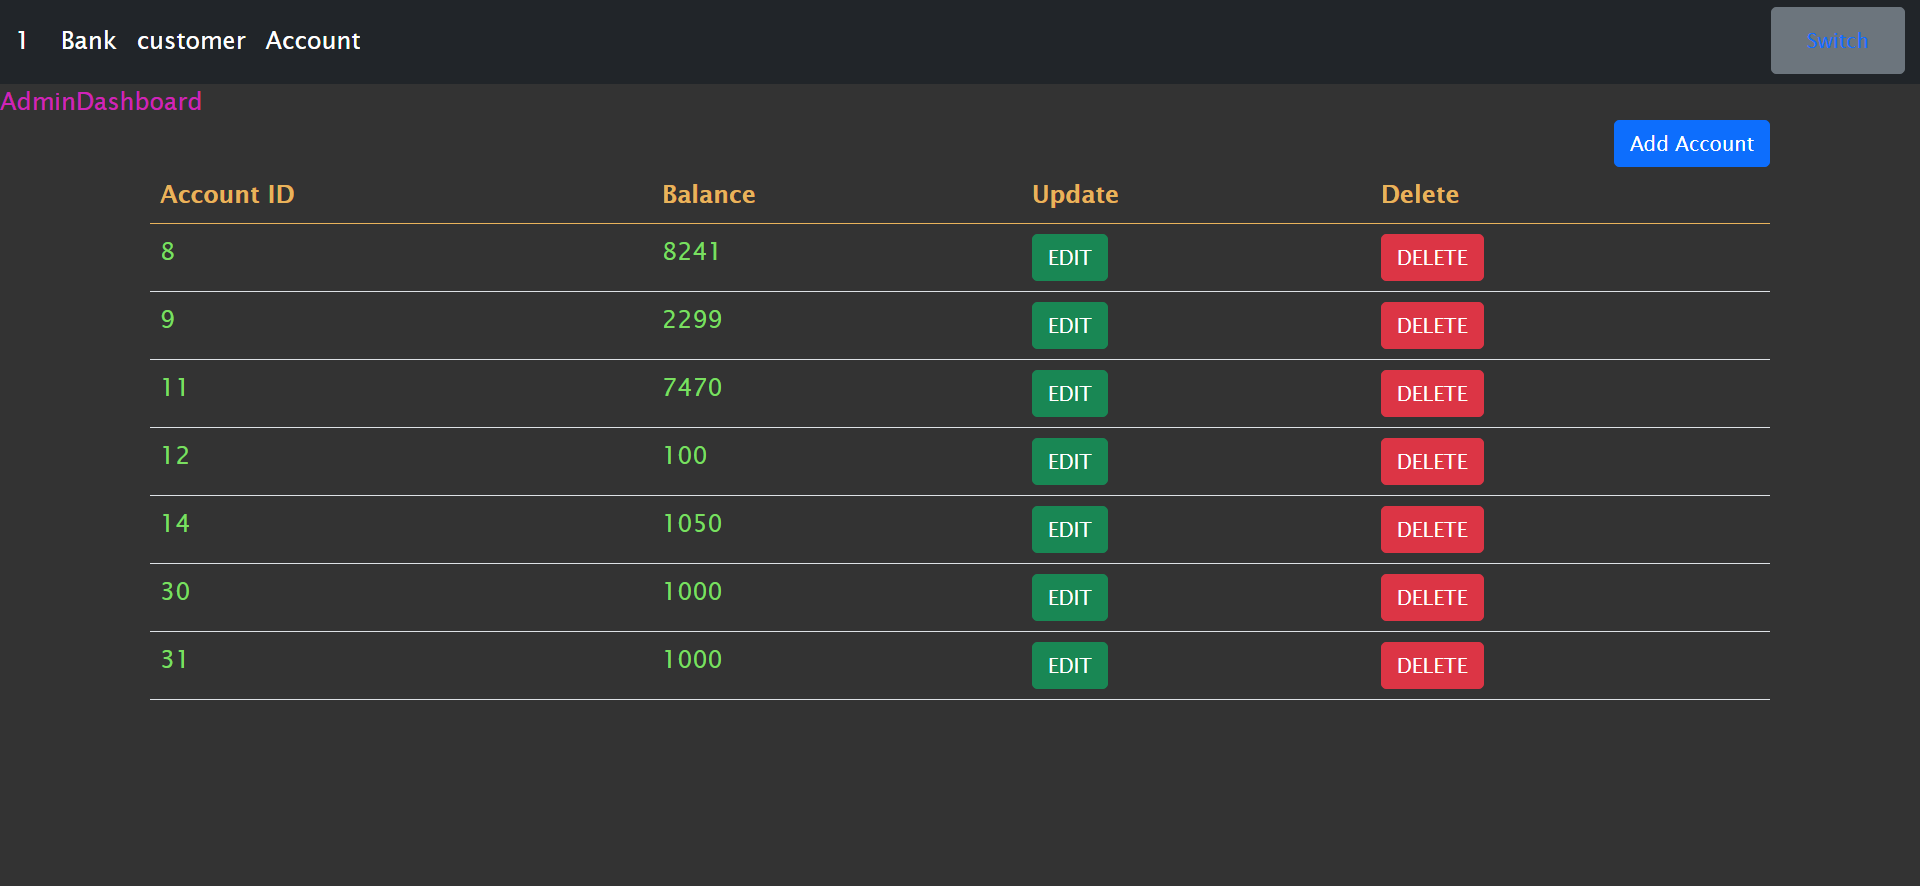 1 Bank customer Account Switch
AdminDashboard
Add Account
Account ID Balance Update Delete
8 8241 EDIT DELETE
9 2299 EDIT DELETE
11 7470 EDIT DELETE
12 100 EDIT DELETE
14 1050 EDIT DELETE
30 1000 EDIT DELETE
31 1000 EDIT DELETE